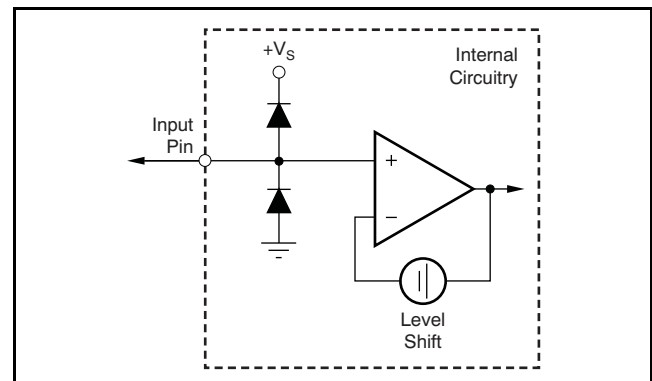 +VS
Internal
Circuitry
Input
Pin
+
−
Level
Shift